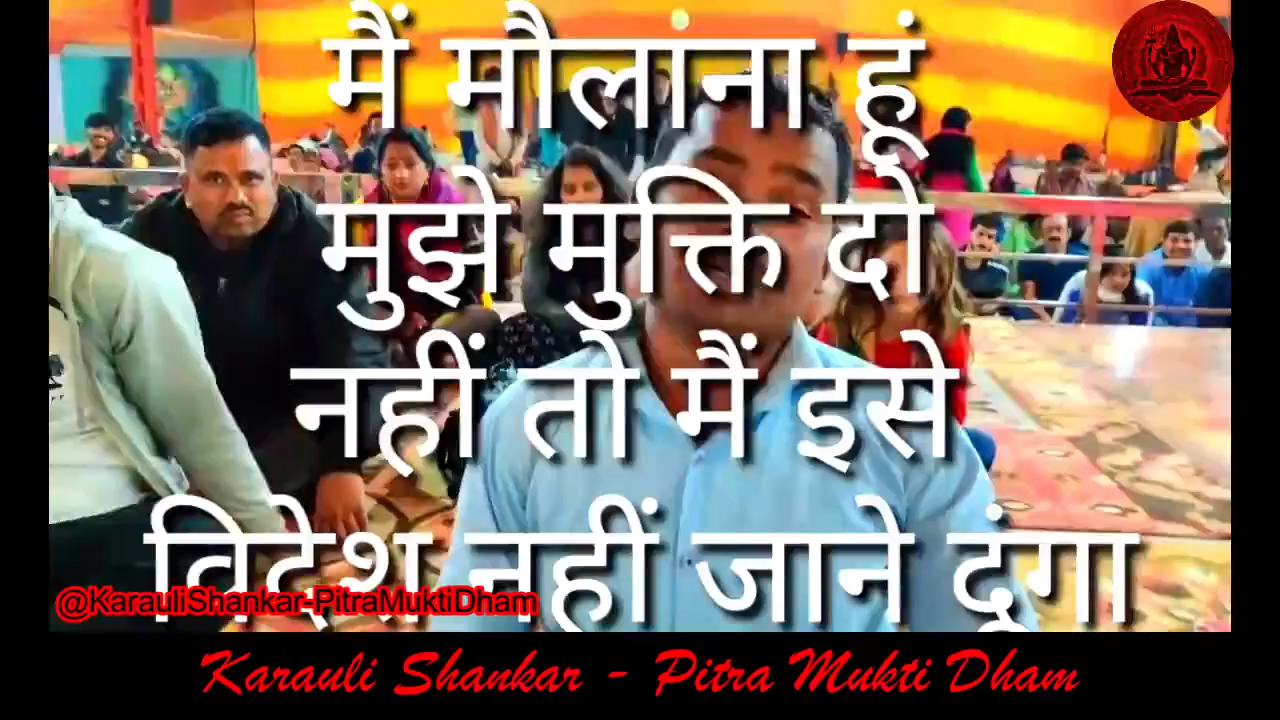 मैं मौलाना हूं
मुझे मुक्ति दो
नहीं तो मैं इसे
विदेश नहीं जाने दूंगा
@KarauliShankar-PitraMuktiDham
Karauli Shankar - Pitra Mukti Dham